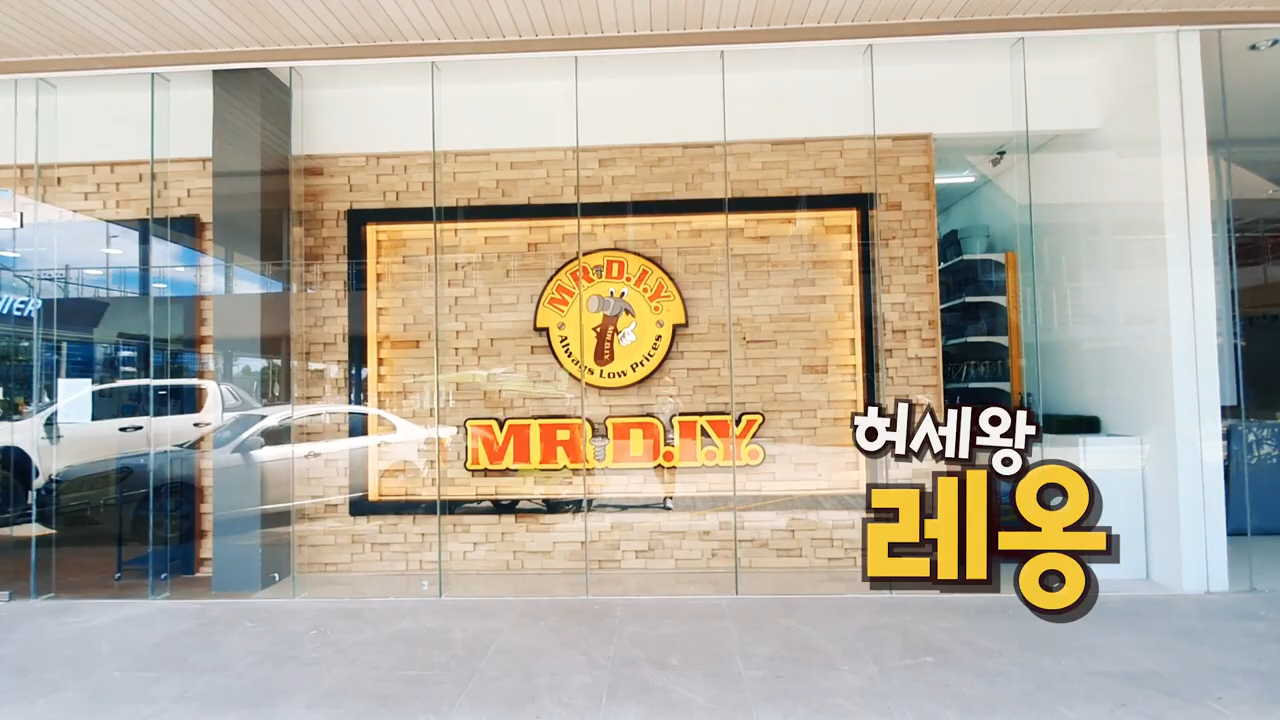 MR.D.I.Y.
MR.D.I.Y
Always Low Prices
MR.D.I.Y.
허세왕
레옹